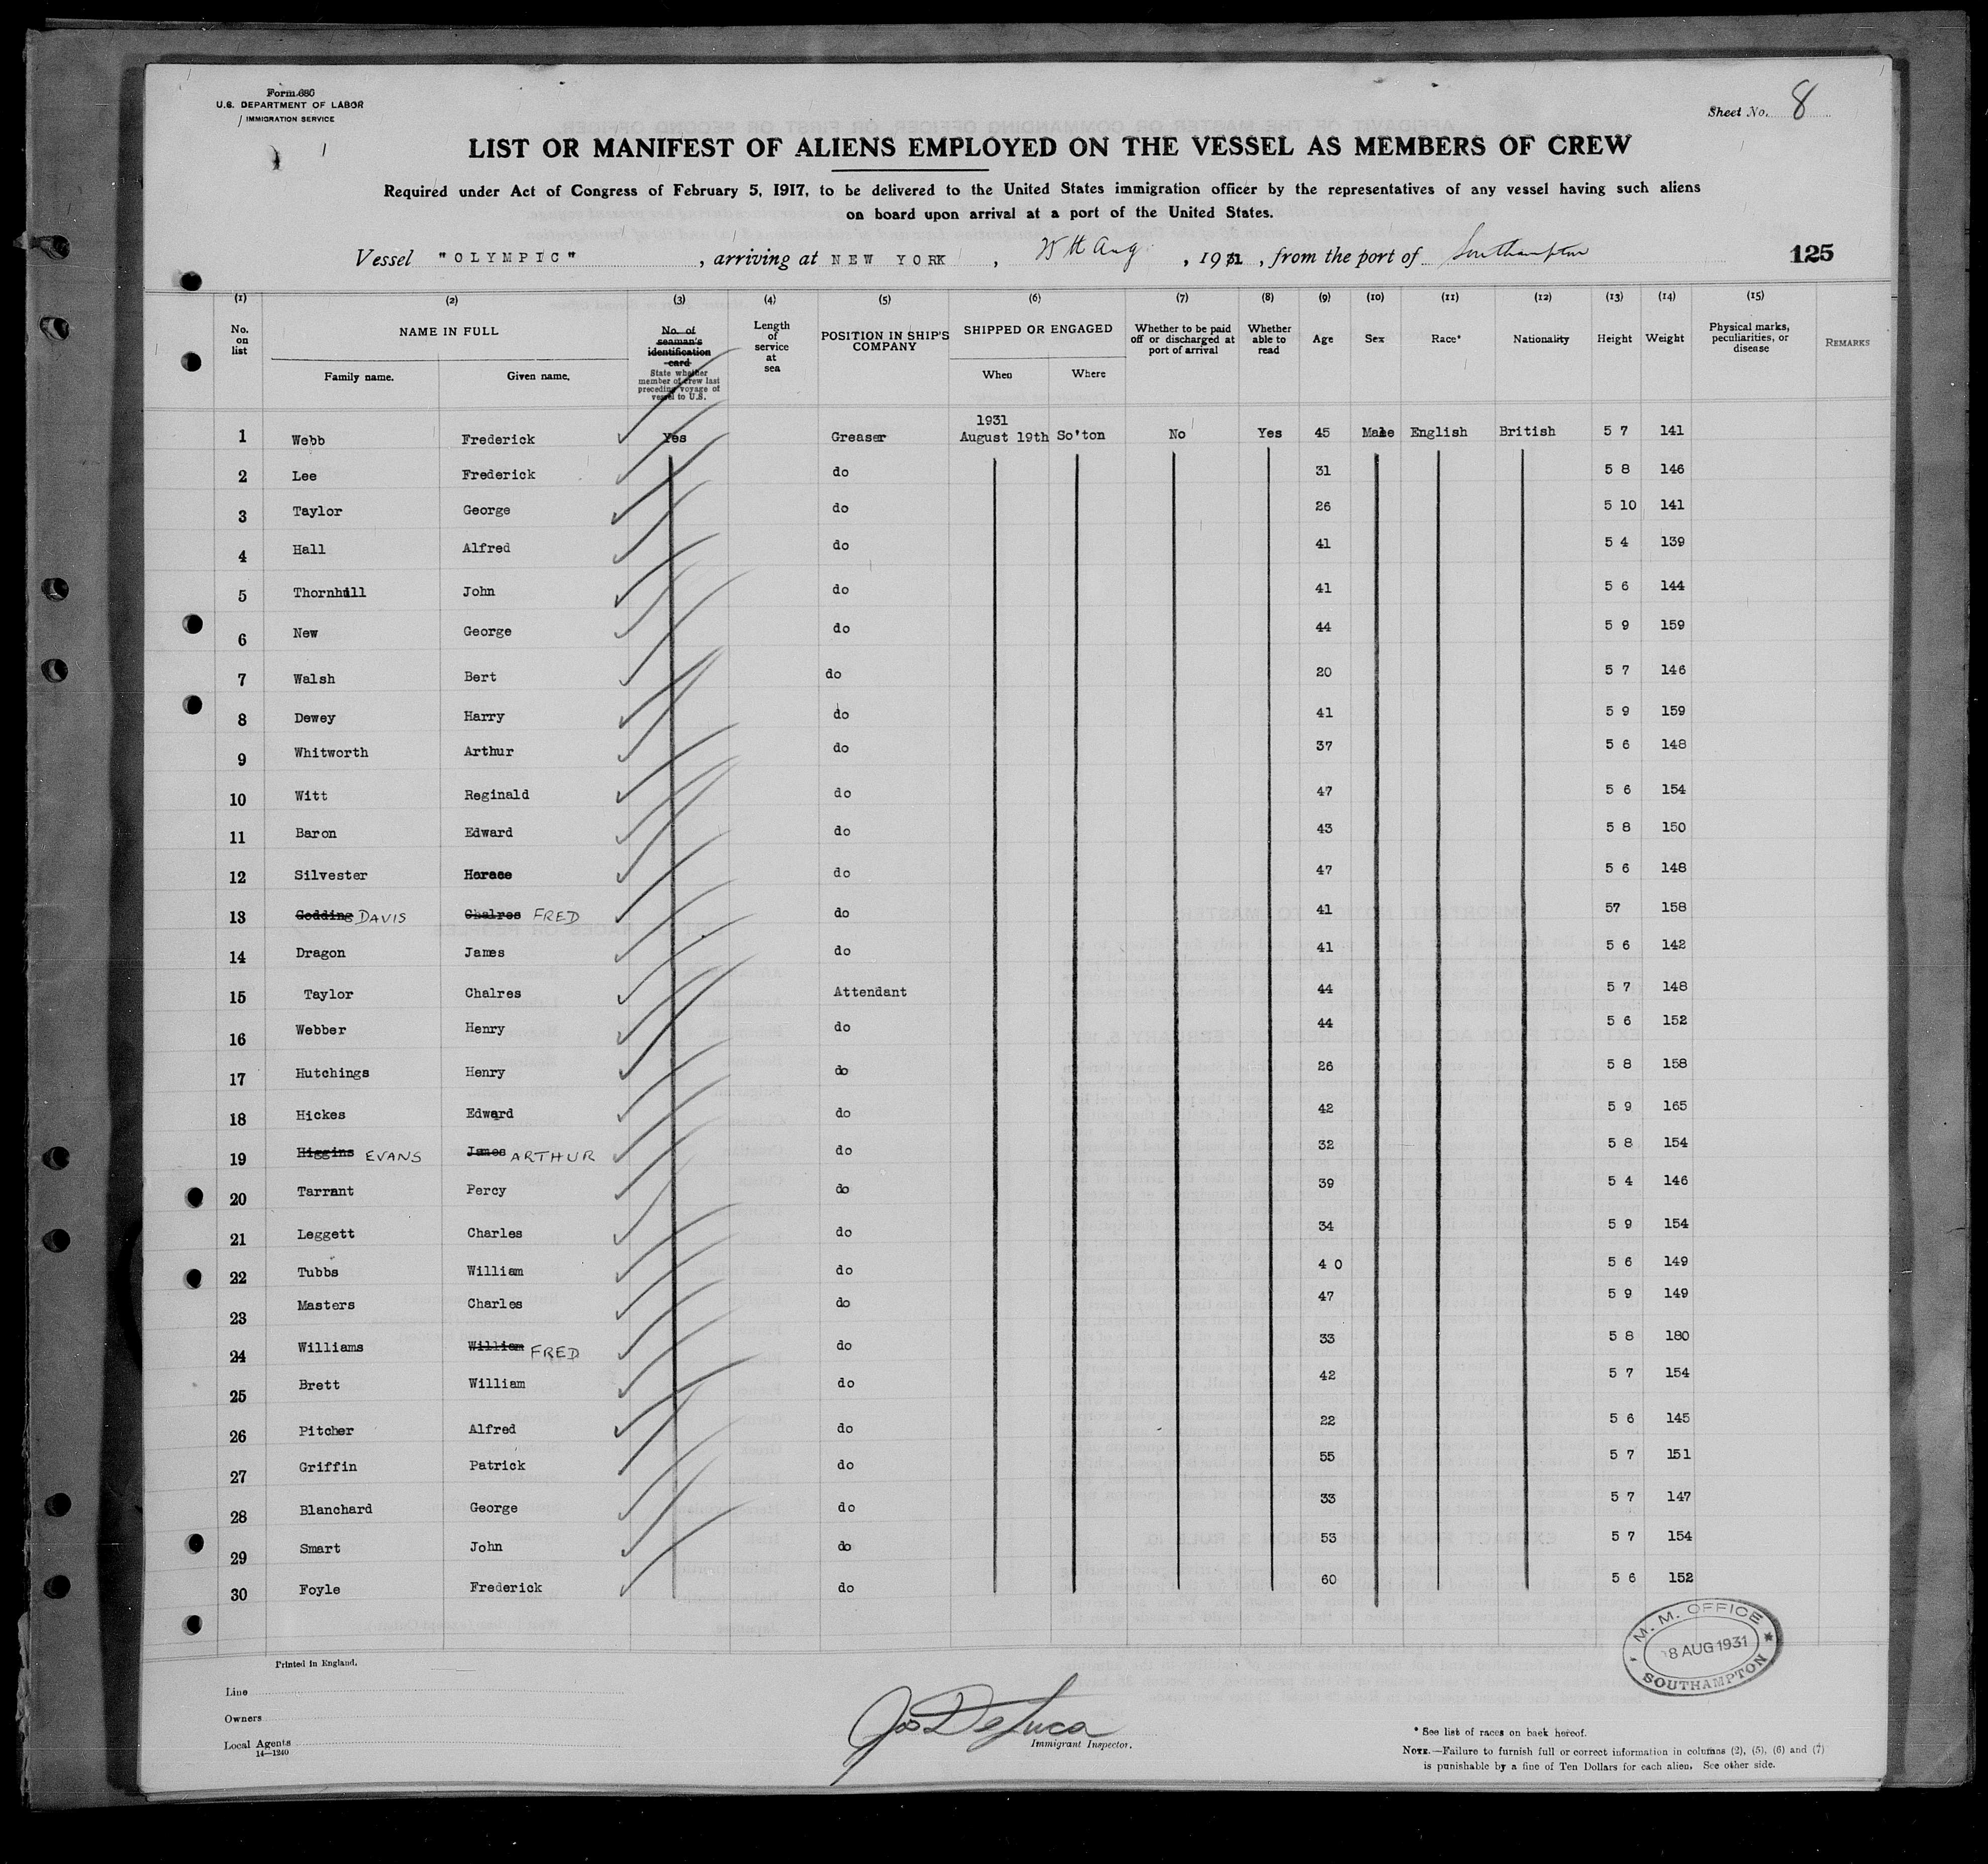 Form 680
U.S. DEPARTMENT OF LABOR
IMMIGRATION SERVICE
Sheet No. 8
LIST OR MANIFEST OF ALIENS EMPLOYED ON THE VESSEL AS MEMBERS OF CREW
Required under Act of Congress of February 5, 1917, to be delivered to the United States immigration officer by the representatives of any vessel having such aliens
on board upon arrival at a port of the United States.
Vessel "OLYMPIC", arriving at NEW YORK, Aug, 1931, from the port of Southampton 125
(1) (2) (3) (4) (5) (6) (7) (8) (9) (10) (11) (12) (13) (14) (15)
No. on list NAME IN FULL Family name. Given name. No. of seaman's identification card State whether member of crew last preceding voyage of vessel to U.S. Length of service at sea POSITION IN SHIP'S COMPANY SHIPPED OR ENGAGED When Where Whether to be paid off or discharged at port of arrival Whether able to read Age Sex Race* Nationality Height Weight Physical marks, peculiarities, or disease REMARKS
1 Webb Frederick Yes Greaser 1931 August 19th So'ton No Yes 45 Male English British 5 7 141
2 Lee Frederick do 31 5 8 146
3 Taylor George do 26 5 10 141
4 Hall Alfred do 41 5 4 139
5 Thornhill John do 41 5 6 144
6 New George do 44 5 9 159
7 Walsh Bert do 20 5 7 146
8 Dewey Harry do 41 5 9 159
9 Whitworth Arthur do 37 5 6 148
10 Witt Reginald do 47 5 6 154
11 Baron Edward do 43 5 8 150
12 Silvester Horace do 47 5 6 148
13 Godding DAVIS Chalres FRED do 41 57 158
14 Dragon James do 41 5 6 142
15 Taylor Chalres Attendant 44 5 7 148
16 Webber Henry do 44 5 6 152
17 Hutchings Henry do 26 5 8 158
18 Hickes Edward do 42 5 9 165
19 Higgins EVANS James ARTHUR do 32 5 8 154
20 Tarrant Percy do 39 5 4 146
21 Leggett Charles do 34 5 9 154
22 Tubbs William do 4 0 5 6 149
23 Masters Charles do 47 5 9 149
24 Williams William FRED do 33 5 8 180
25 Brett William do 42 5 7 154
26 Pitcher Alfred do 22 5 6 145
27 Griffin Patrick do 55 5 7 151
28 Blanchard George do 33 5 7 147
29 Smart John do 53 5 7 154
30 Foyle Frederick do 60 5 6 152
M. M. OFFICE
8 AUG 1931
SOUTHAMPTON
Printed in England.
Line
Owners
Local Agents
14—1240
Jos De Luca
Immigrant Inspector.
* See list of races on back hereof.
NOTE.—Failure to furnish full or correct information in columns (2), (5), (6) and (7)
is punishable by a fine of Ten Dollars for each alien. See other side.